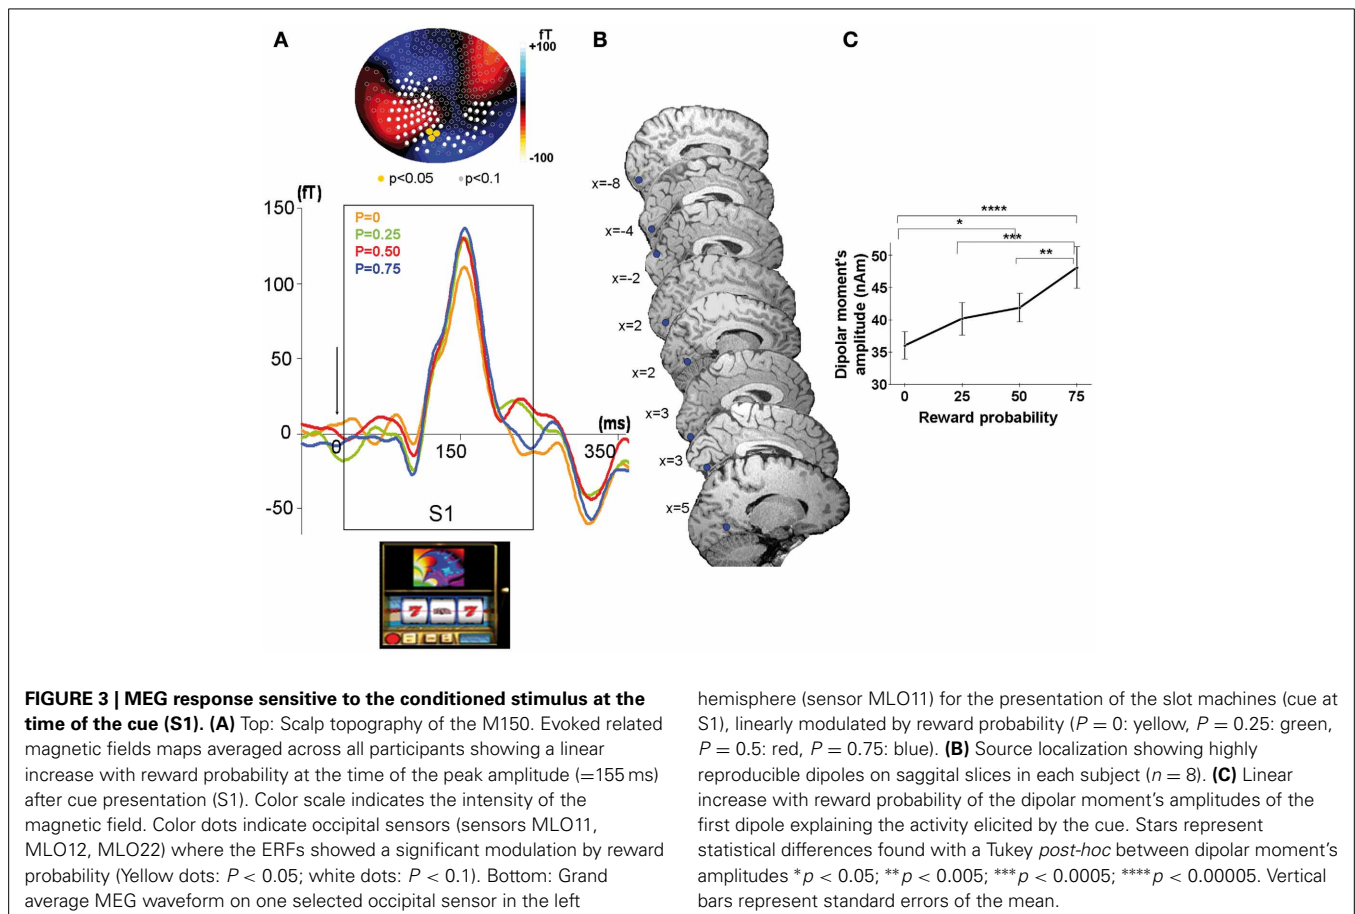 A
B
C
fT
+100
-100
p<0.05
p<0.1
(fT)
150
100
50
0
-50
P=0
P=0.25
P=0.50
P=0.75
(ms)
0
150
350
S1
7
7
x=-8
x=-4
x=-2
x=2
x=2
x=3
x=3
x=5
****
*
***
**
Dipolar moment's
amplitude (nAm)
50
45
40
35
30
0
25
50
75
Reward probability
FIGURE 3 | MEG response sensitive to the conditioned stimulus at the
time of the cue (S1). (A) Top: Scalp topography of the M150. Evoked related
magnetic fields maps averaged across all participants showing a linear
increase with reward probability at the time of the peak amplitude (=155 ms)
after cue presentation (S1). Color scale indicates the intensity of the
magnetic field. Color dots indicate occipital sensors (sensors MLO11,
MLO12, MLO22) where the ERFs showed a significant modulation by reward
probability (Yellow dots: P < 0.05; white dots: P < 0.1). Bottom: Grand
average MEG waveform on one selected occipital sensor in the left
hemisphere (sensor MLO11) for the presentation of the slot machines (cue at
S1), linearly modulated by reward probability (P = 0: yellow, P = 0.25: green,
P = 0.5: red, P = 0.75: blue). (B) Source localization showing highly
reproducible dipoles on saggital slices in each subject (n = 8). (C) Linear
increase with reward probability of the dipolar moment's amplitudes of the
first dipole explaining the activity elicited by the cue. Stars represent
statistical differences found with a Tukey post-hoc between dipolar moment's
amplitudes *p < 0.05; **p < 0.005; ***p < 0.0005; ****p < 0.00005. Vertical
bars represent standard errors of the mean.